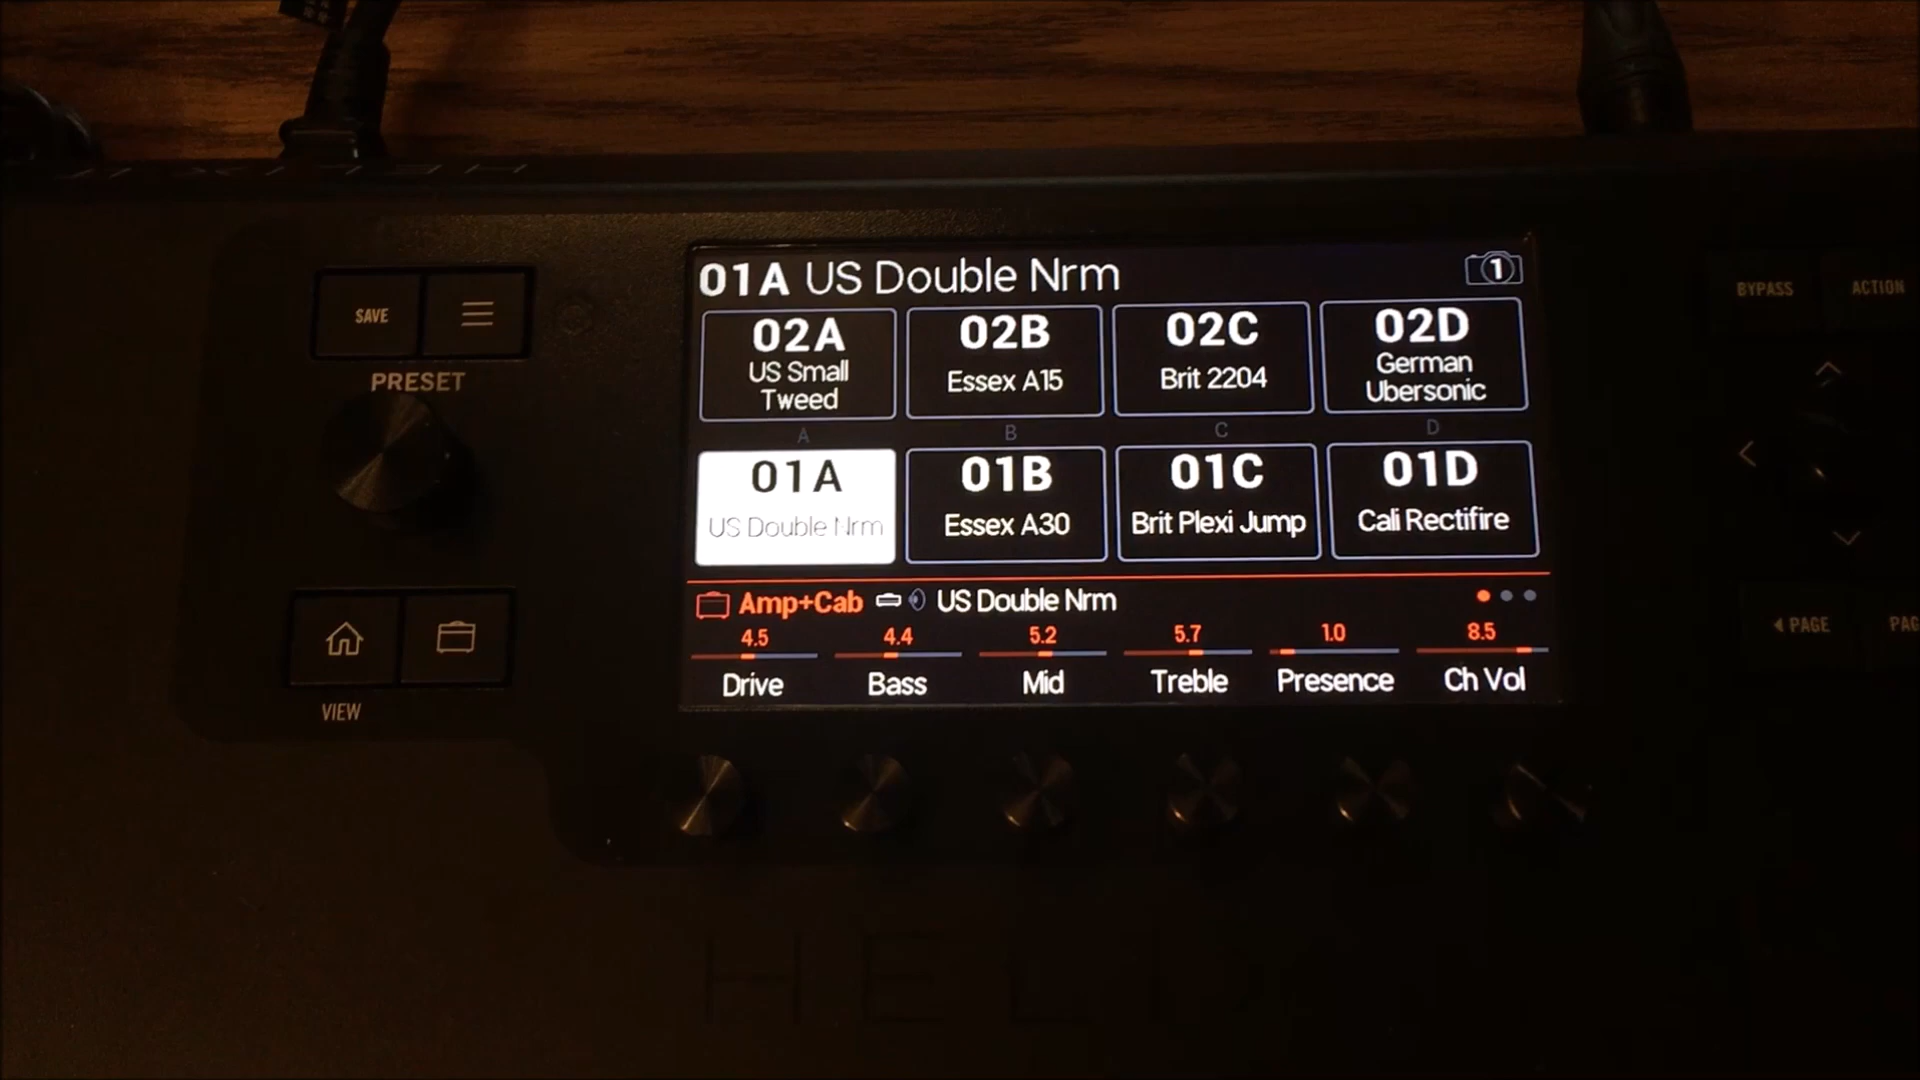 01A US Double Nrm
1
02A
US Small
Tweed
02B
Essex A15
02C
Brit 2204
02D
German
Ubersonic
A
B
C
D
01A
US Double Nrm
01B
Essex A30
01C
Brit Plexi Jump
01D
Cali Rectifire
Amp+Cab US Double Nrm
4.5
4.4
5.2
5.7
1.0
8.5
Drive
Bass
Mid
Treble
Presence
Ch Vol
SAVE
PRESET
VIEW
BYPASS
ACTION
PAGE
HEL